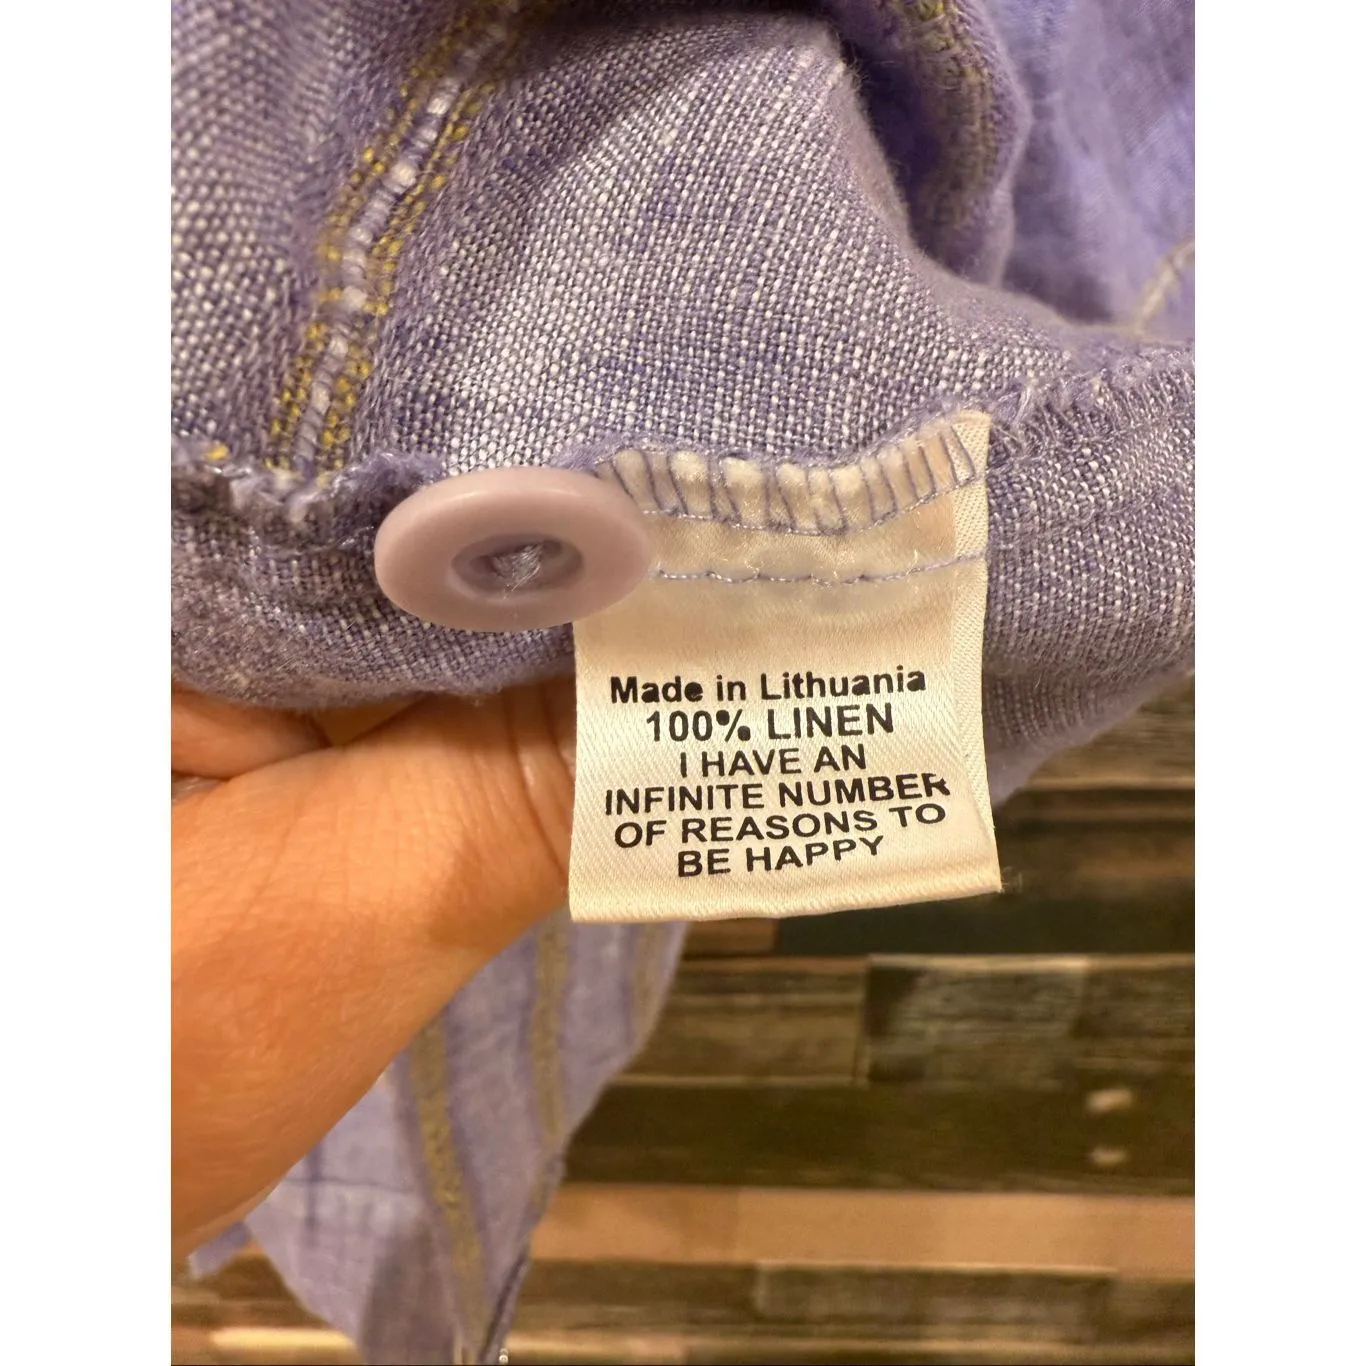 Made in Lithuania
100% LINEN
I HAVE AN
INFINITE NUMBER
OF REASONS TO
BE HAPPY